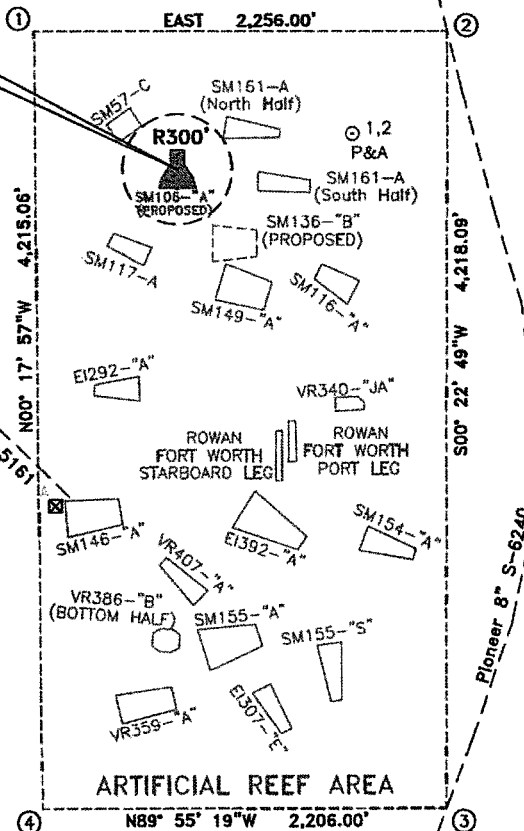 ① EAST 2,256.00' ②
SM57-C
SM161-A
(North Half)
R300'
1,2
P&A
SM106-"A"
(PROPOSED)
SM161-A
(South Half)
N00° 17' 57"W 4,215.06'
S00° 22' 49"W 4,218.09'
SM136-"B"
(PROPOSED)
SM117-A
SM149-"A"
SM116-"A"
EI292-"A"
VR340-"JA"
ROWAN
FORT WORTH
STARBOARD LEG
ROWAN
FORT WORTH
PORT LEG
5161
A
SM146-"A"
EI392-"A"
SM154-"A"
VR407-"A"
VR386-"B"
(BOTTOM HALF)
SM155-"A"
SM155-"S"
Pioneer 8" S-6240
VR359-"A"
EI307-"E"
ARTIFICIAL REEF AREA
④ N89° 55' 19"W 2,206.00' ③